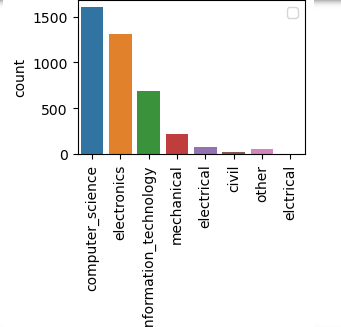 1500
1000
500
0
count
computer_science
electronics
nformation_technology
mechanical
electrical
civil
other
elctrical